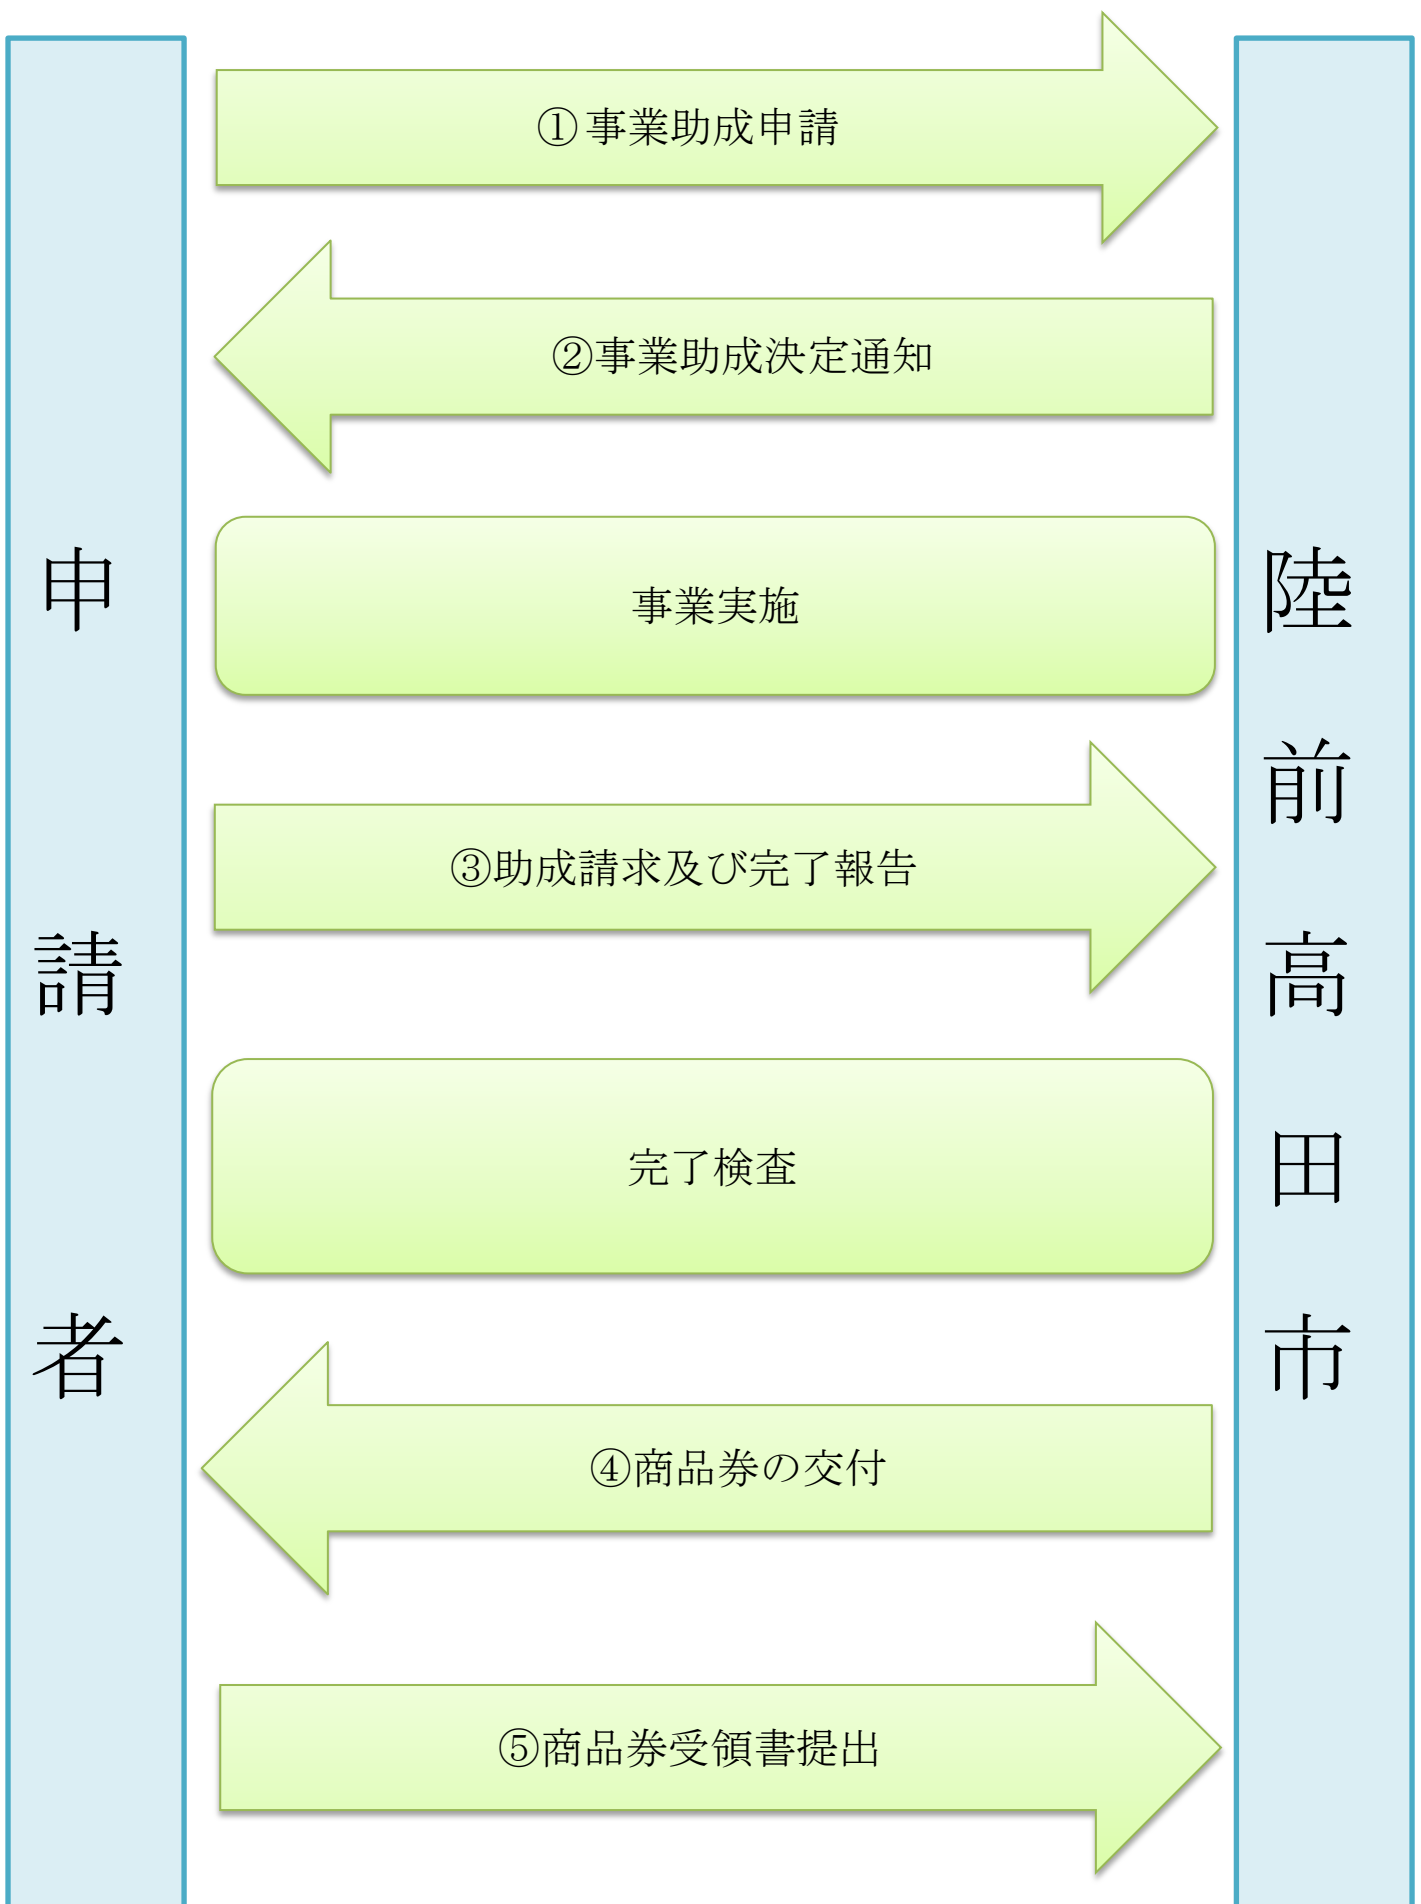 申請者
①事業助成申請
②事業助成決定通知
事業実施
③助成請求及び完了報告
完了検査
④商品券の交付
⑤商品券受領書提出
陸前高田市